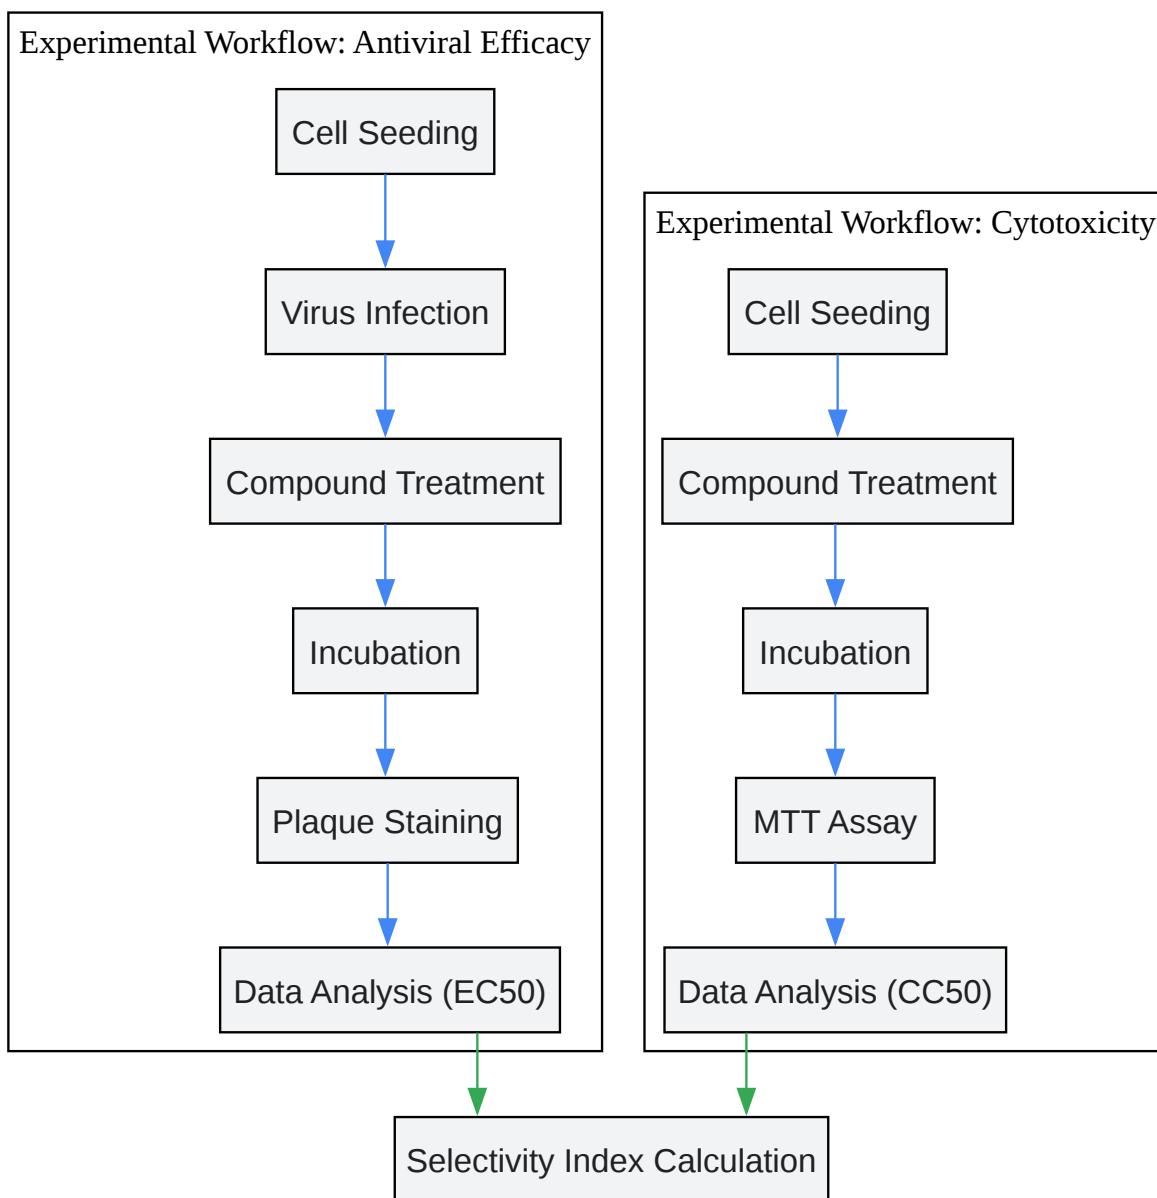 Experimental Workflow: Antiviral Efficacy
Cell Seeding
Virus Infection
Compound Treatment
Incubation
Plaque Staining
Data Analysis (EC50)
Experimental Workflow: Cytotoxicity
Cell Seeding
Compound Treatment
Incubation
MTT Assay
Data Analysis (CC50)
Selectivity Index Calculation